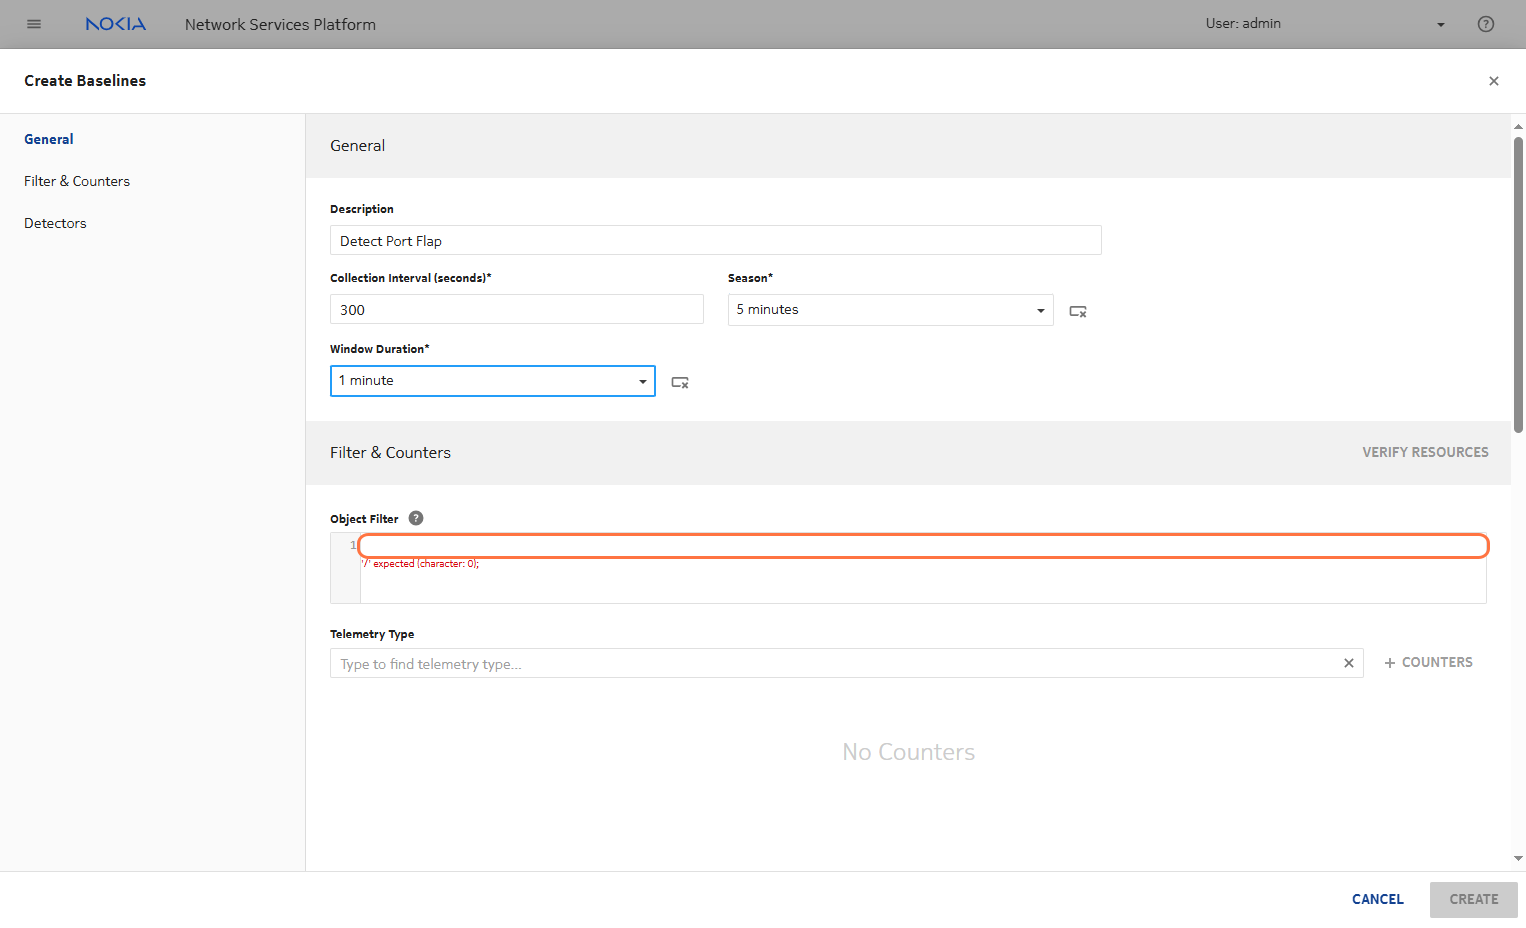 NOKIA Network Services Platform User: admin
Create Baselines
General
Filter & Counters
Detectors
General
Description
Detect Port Flap
Collection Interval (seconds)* Season*
300 5 minutes
Window Duration*
1 minute
Filter & Counters VERIFY RESOURCES
Object Filter ?
1
'/' expected (character: 0);
Telemetry Type
Type to find telemetry type... + COUNTERS
No Counters
CANCEL CREATE